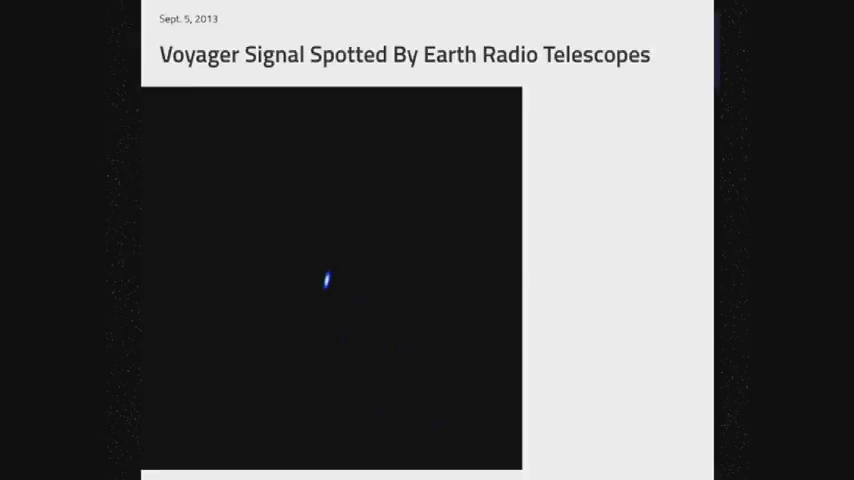 Sept. 5, 2013
Voyager Signal Spotted By Earth Radio Telescopes